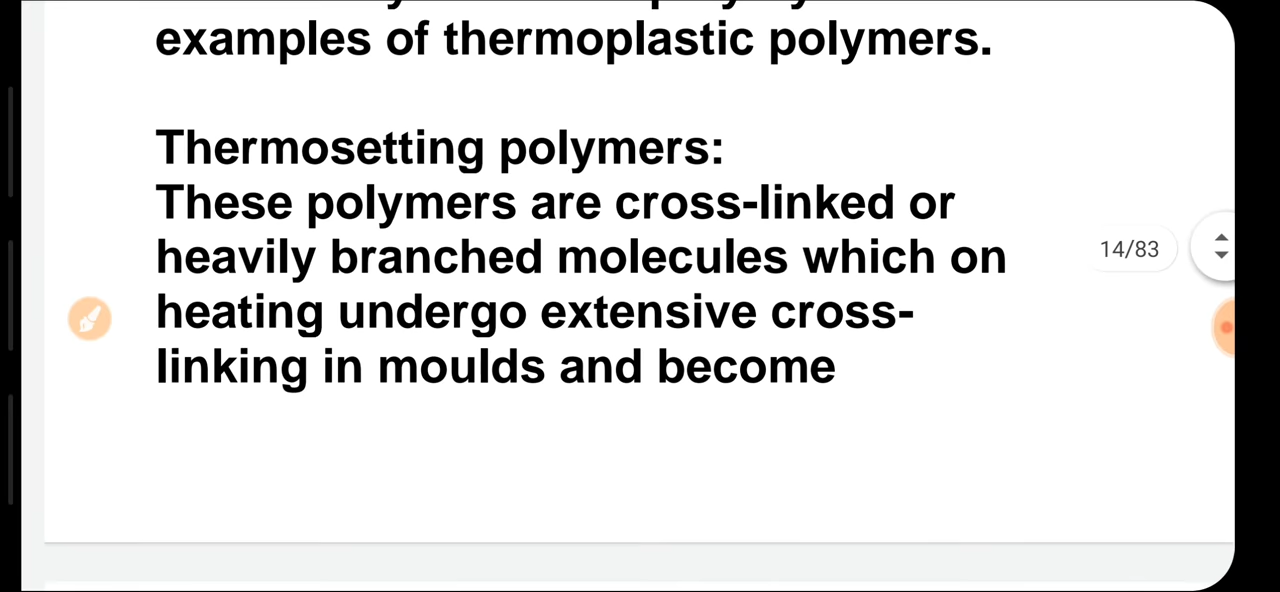 examples of thermoplastic polymers.
Thermosetting polymers:
These polymers are cross-linked or
heavily branched molecules which on
14/83
heating undergo extensive cross-
linking in moulds and become